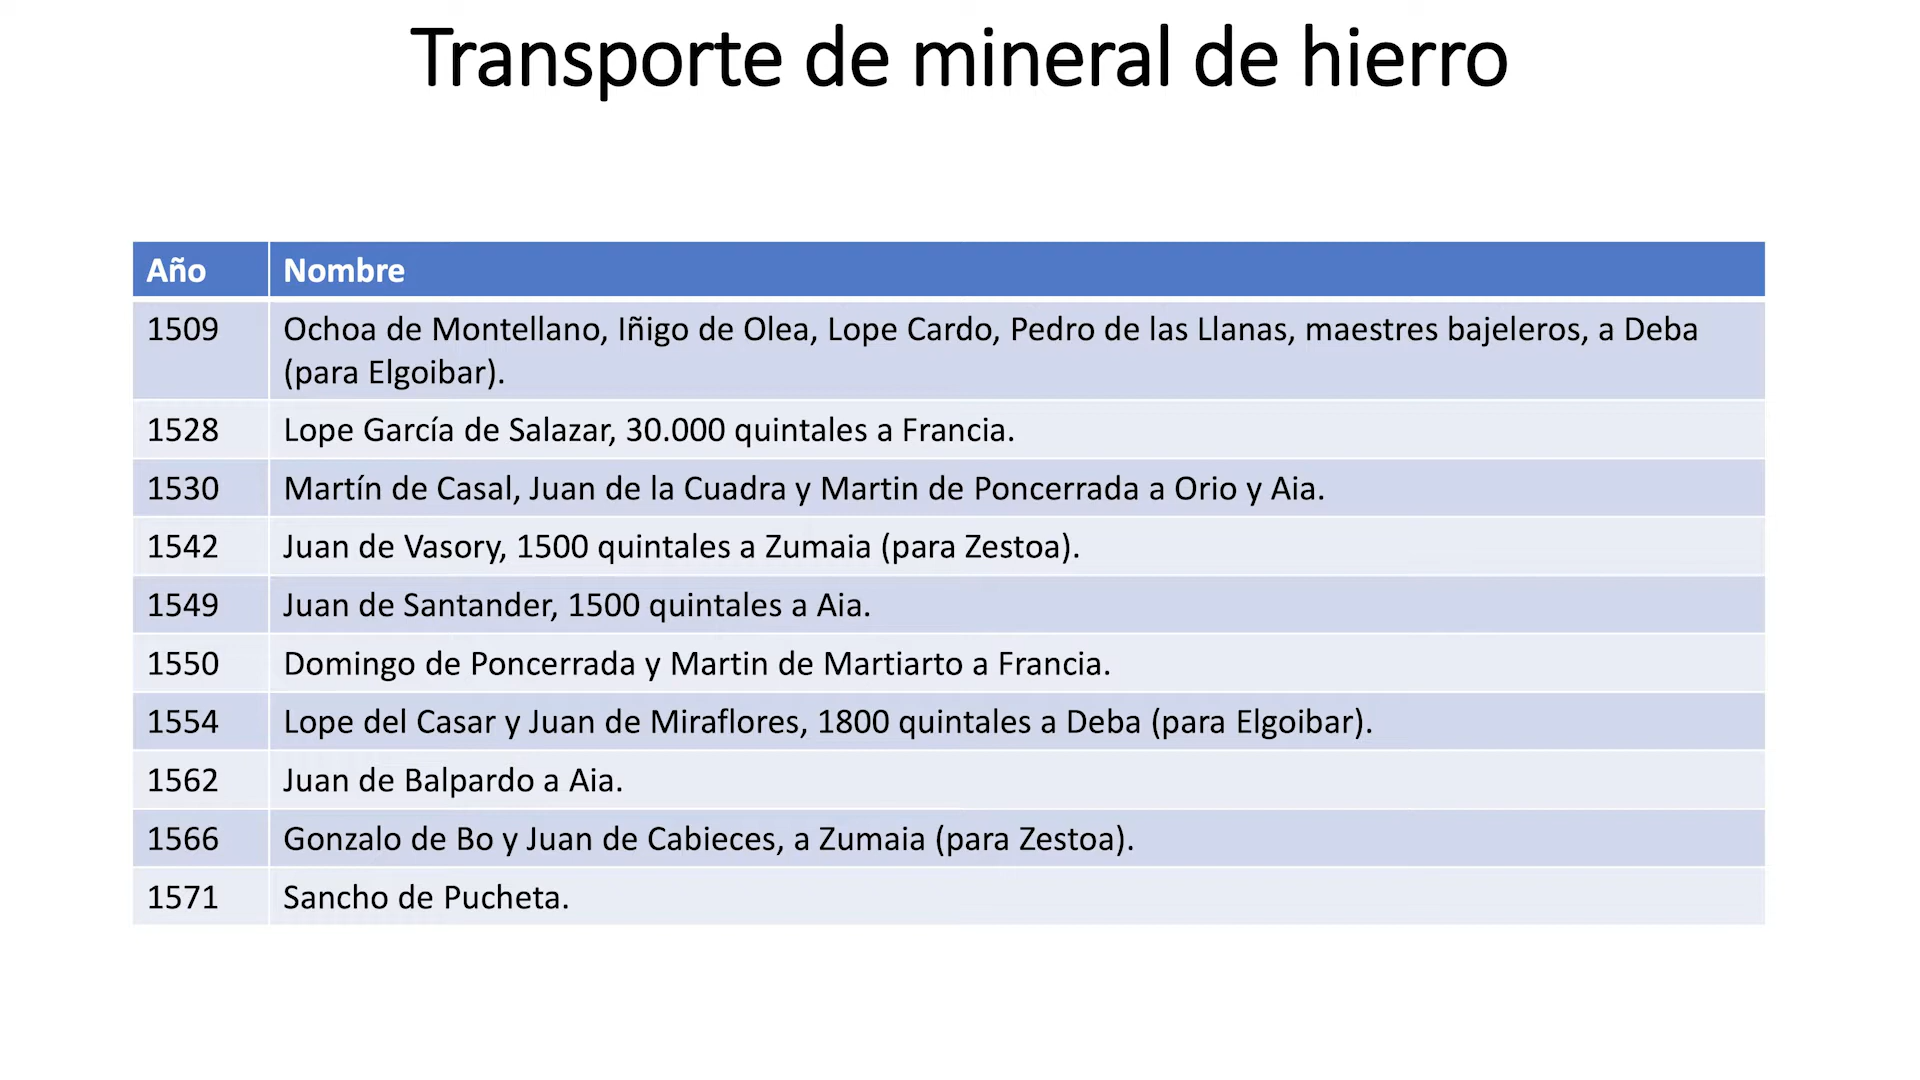 Transporte de mineral de hierro
Año Nombre
1509 Ochoa de Montellano, Iñigo de Olea, Lope Cardo, Pedro de las Llanas, maestres bajeleros, a Deba
(para Elgoibar).
1528 Lope García de Salazar, 30.000 quintales a Francia.
1530 Martín de Casal, Juan de la Cuadra y Martin de Poncerrada a Orio y Aia.
1542 Juan de Vasory, 1500 quintales a Zumaia (para Zestoa).
1549 Juan de Santander, 1500 quintales a Aia.
1550 Domingo de Poncerrada y Martin de Martiarto a Francia.
1554 Lope del Casar y Juan de Miraflores, 1800 quintales a Deba (para Elgoibar).
1562 Juan de Balpardo a Aia.
1566 Gonzalo de Bo y Juan de Cabieces, a Zumaia (para Zestoa).
1571 Sancho de Pucheta.